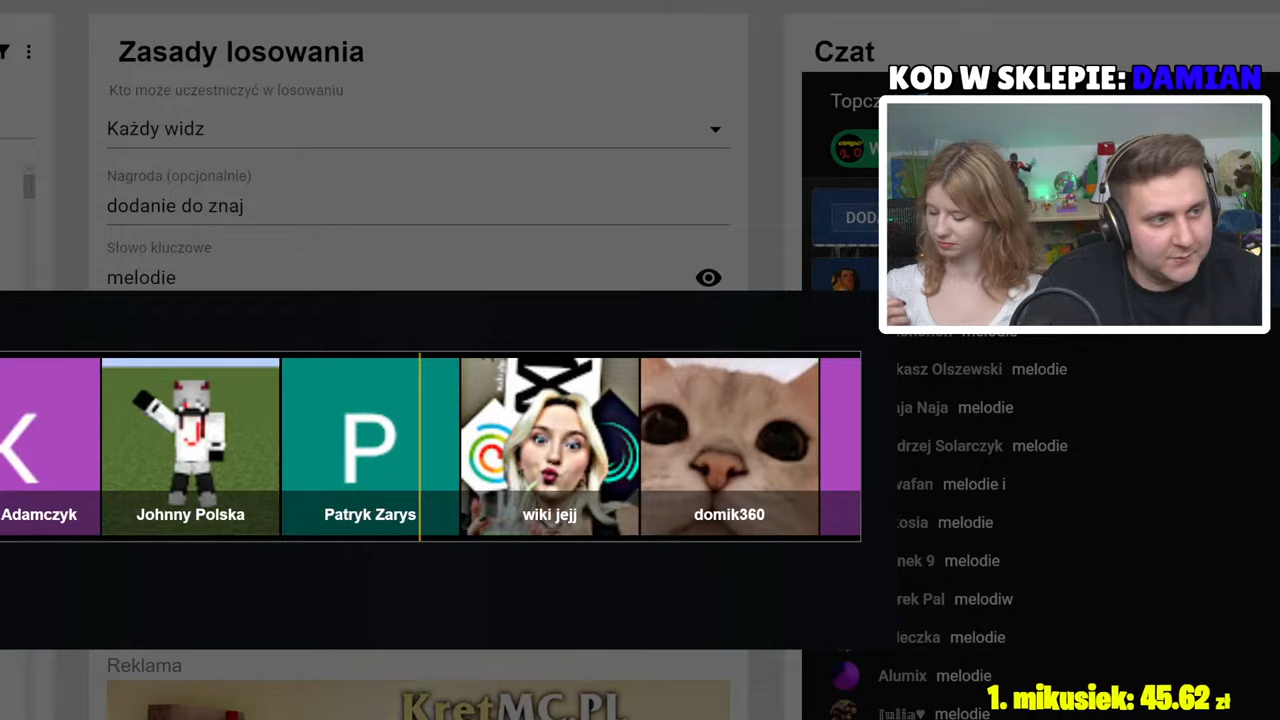 Zasady losowania
Kto może uczestniczyć w losowaniu
Każdy widz
Nagroda (opcjonalnie)
dodanie do znaj
Słowo kluczowe
melodie
Czat
KOD W SKLEPIE: DAMIAN
K
Adamczyk
Johnny Polska
P
Patryk Zarys
wiki jejj
domik360
kasz Olszewski melodie
ja Naja melodie
drzej Solarczyk melodie
afan melodie i
osia melodie
nek 9 melodie
rek Pal melodiw
leczka melodie
Alumix melodie
Julia♥ melodie
Reklama
KretMC.PL
1. mikusiek: 45.62 zł